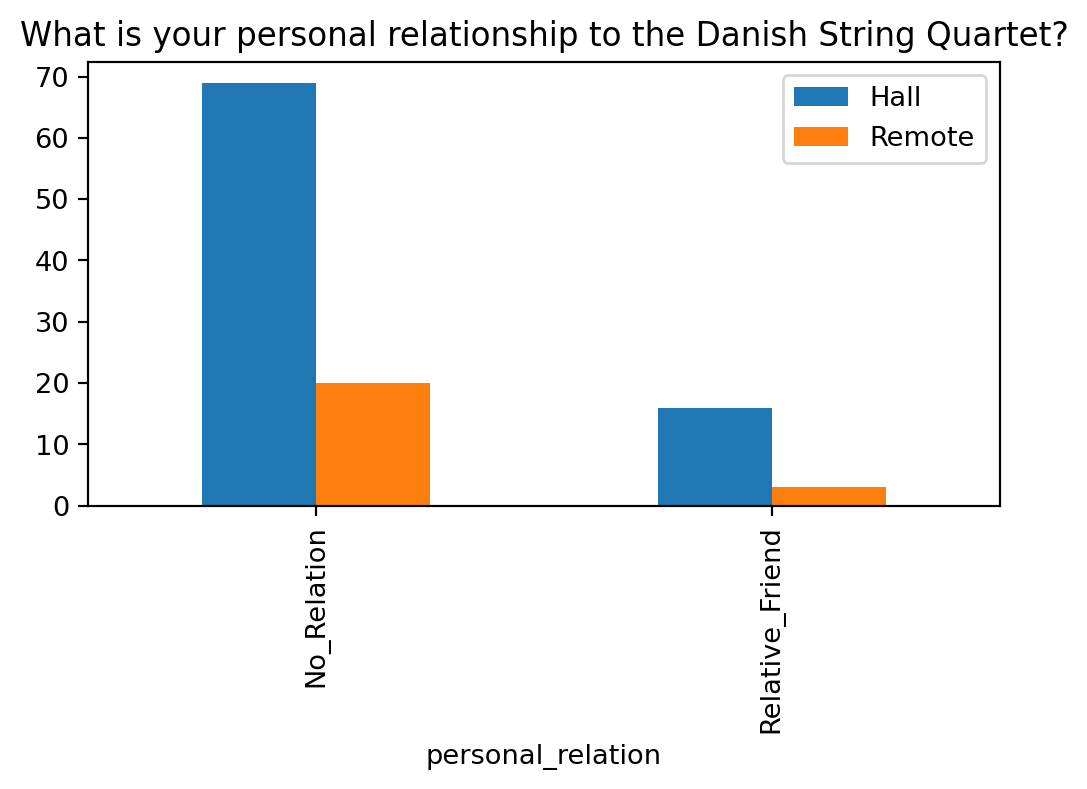 What is your personal relationship to the Danish String Quartet?
70
60
50
40
30
20
10
0
Hall
Remote
No_Relation
Relative_Friend
personal_relation